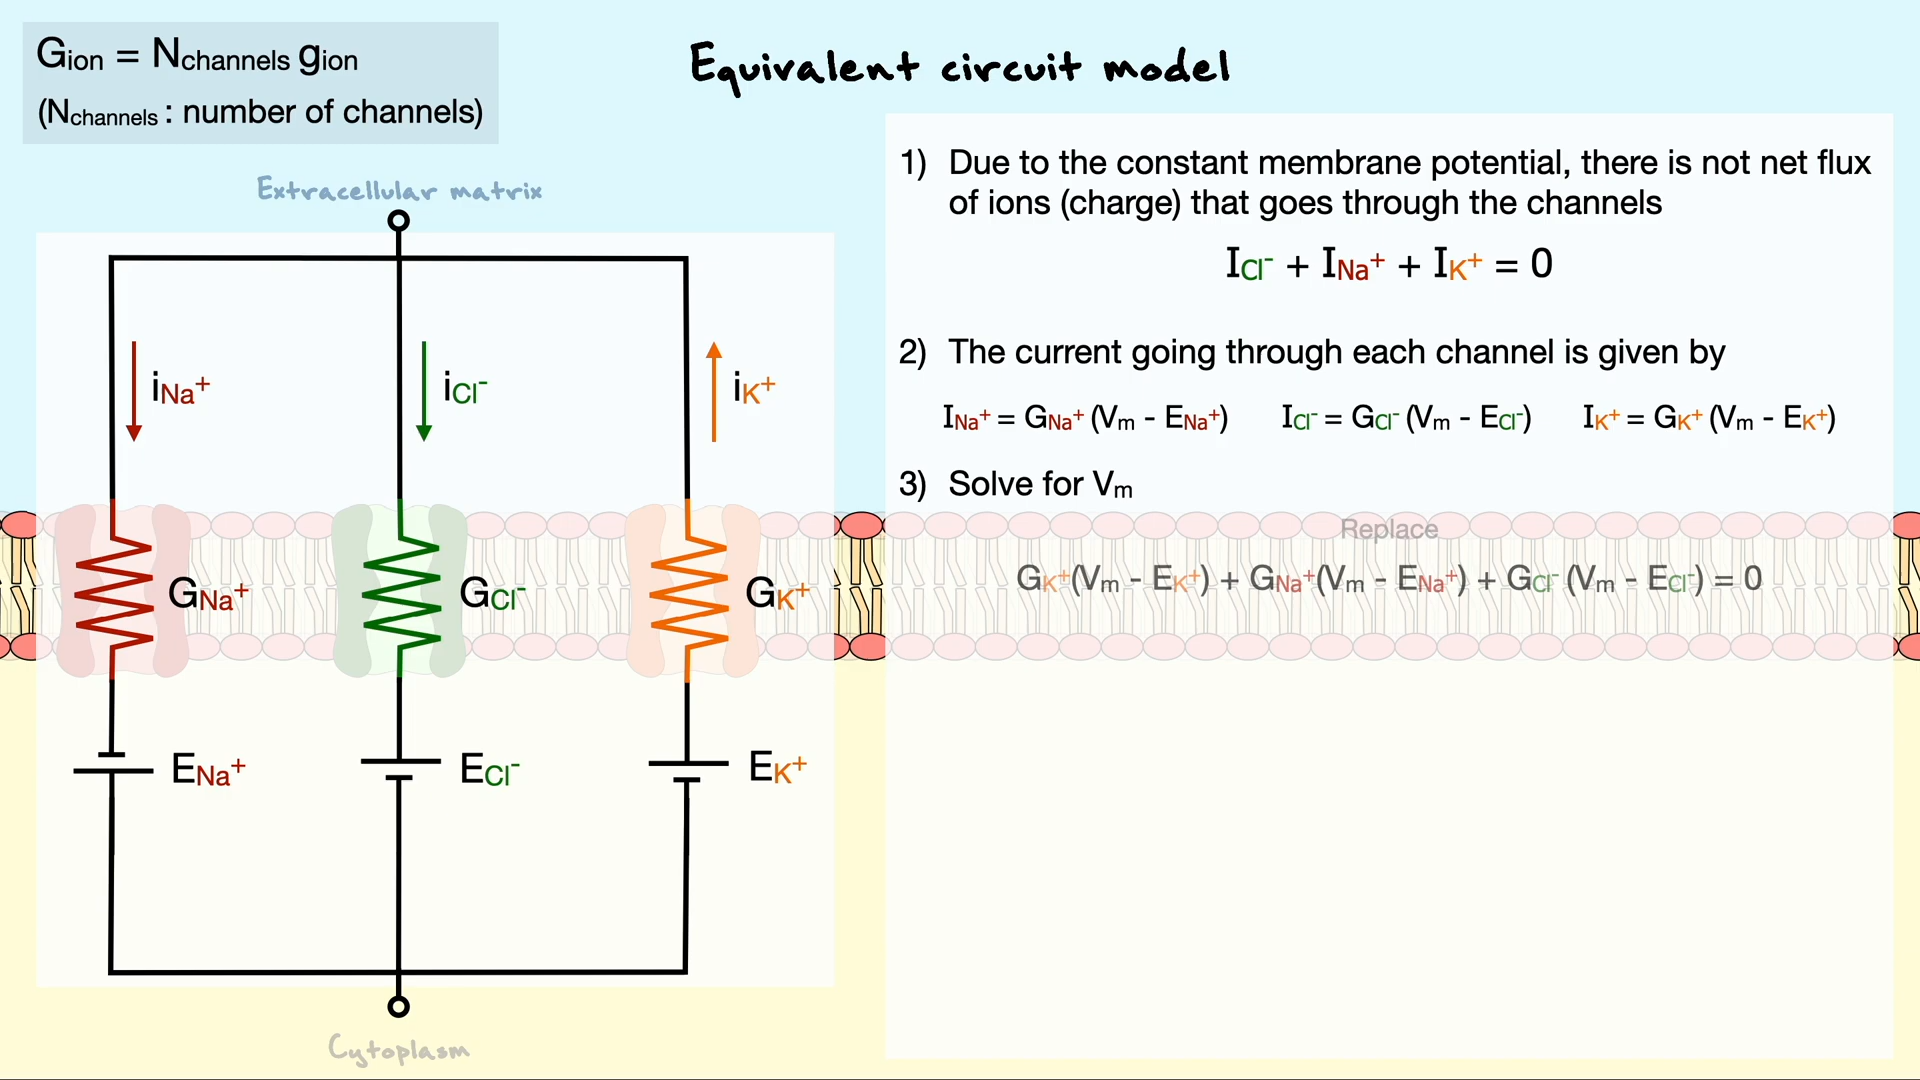 Equivalent circuit model
Gion = Nchannels gion
(Nchannels : number of channels)
Extracellular matrix
iNa+
iCl-
iK+
GNa+
GCl-
GK+
ENa+
ECl-
EK+
Cytoplasm
1) Due to the constant membrane potential, there is not net flux
of ions (charge) that goes through the channels
ICl- + INa+ + IK+ = 0
2) The current going through each channel is given by
INa+ = GNa+ (Vm - ENa+) ICl- = GCl- (Vm - ECl-) IK+ = GK+ (Vm - EK+)
3) Solve for Vm
Replace
GK+(Vm - EK+) + GNa+(Vm - ENa+) + GCl- (Vm - ECl-) = 0